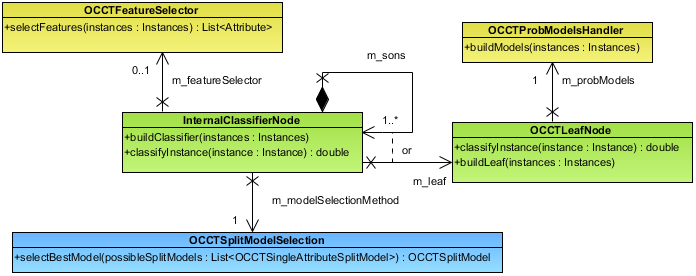 OCCTFeatureSelector
+selectFeatures(instances : Instances) : List<Attribute>
OCCTProbModelsHandler
+buildModels(instances : Instances)
m_sons
0..1
m_featureSelector
1
m_probModels
InternalClassifierNode
+buildClassifier(instances : Instances)
+classifyInstance(instance : Instance) : double
1..*
or
m_leaf
OCCTLeafNode
+classifyInstance(instance : Instance) : double
+buildLeaf(instances : Instances)
m_modelSelectionMethod
1
OCCTSplitModelSelection
+selectBestModel(possibleSplitModels : List<OCCTSingleAttributeSplitModel>) : OCCTSplitModel